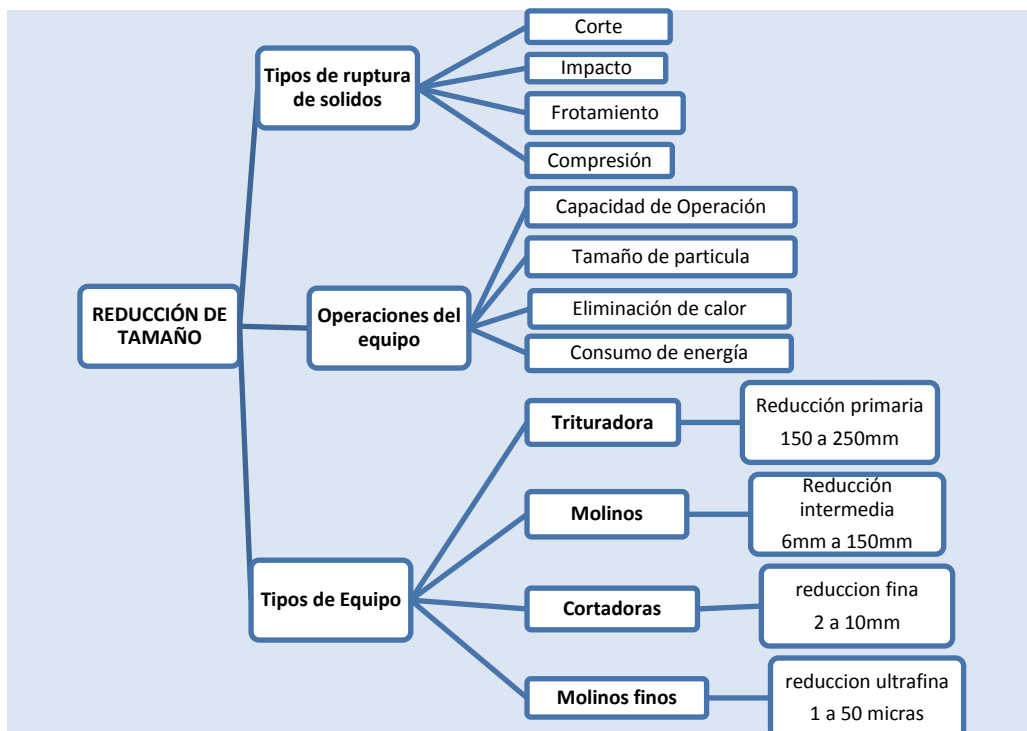 REDUCCIÓN DE
TAMAÑO
Tipos de ruptura
de solidos
Corte
Impacto
Frotamiento
Compresión
Operaciones del
equipo
Capacidad de Operación
Tamaño de particula
Eliminación de calor
Consumo de energía
Tipos de Equipo
Trituradora
Reducción primaria
150 a 250mm
Molinos
Reducción
intermedia
6mm a 150mm
Cortadoras
reduccion fina
2 a 10mm
Molinos finos
reduccion ultrafina
1 a 50 micras